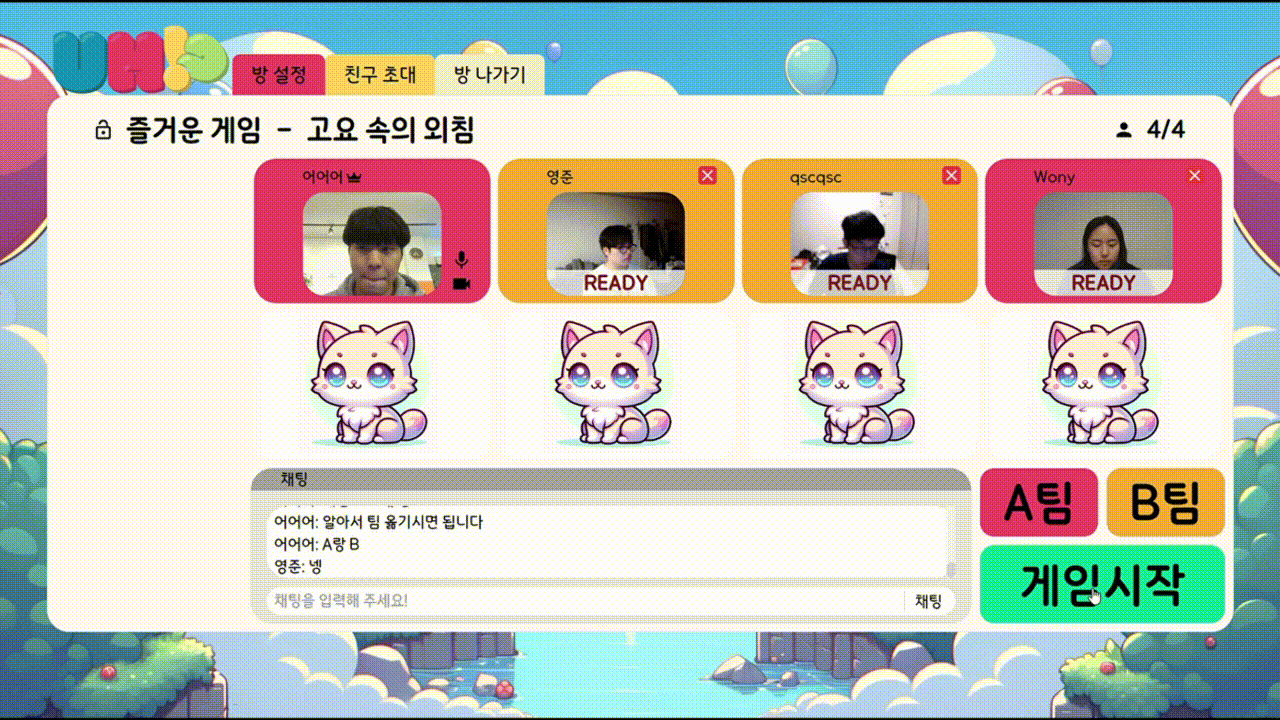 방 설정
친구 초대
방 나가기
즐거운 게임 - 고요 속의 외침
4/4
어어어
영준
qscqsc
Wony
READY
READY
READY
채팅
어어어: 알아서 팀 옮기시면 됩니다
어어어: A랑 B
영준: 넹
채팅을 입력해 주세요!
채팅
A팀
B팀
게임시작